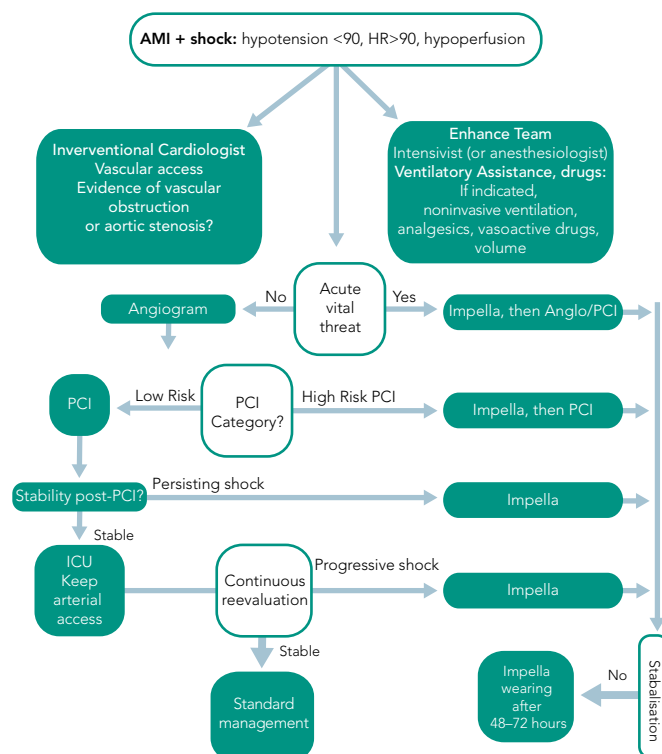 AMI + shock: hypotension <90, HR>90, hypoperfusion
Inverventional Cardiologist
Vascular access
Evidence of vascular
obstruction
or aortic stenosis?
Enhance Team
Intensivist (or anesthesiologist)
Ventilatory Assistance, drugs:
If indicated,
noninvasive ventilation,
analgesics, vasoactive drugs,
volume
Acute
vital
threat
No
Yes
Angiogram
Impella, then Anglo/PCI
PCI
Low Risk
PCI
Category?
High Risk PCI
Impella, then PCI
Stability post-PCI?
Persisting shock
Impella
Stable
ICU
Keep
arterial
access
Continuous
reevaluation
Progressive shock
Impella
Stable
Standard
management
Impella
wearing
after
48–72 hours
No
Stabalisation